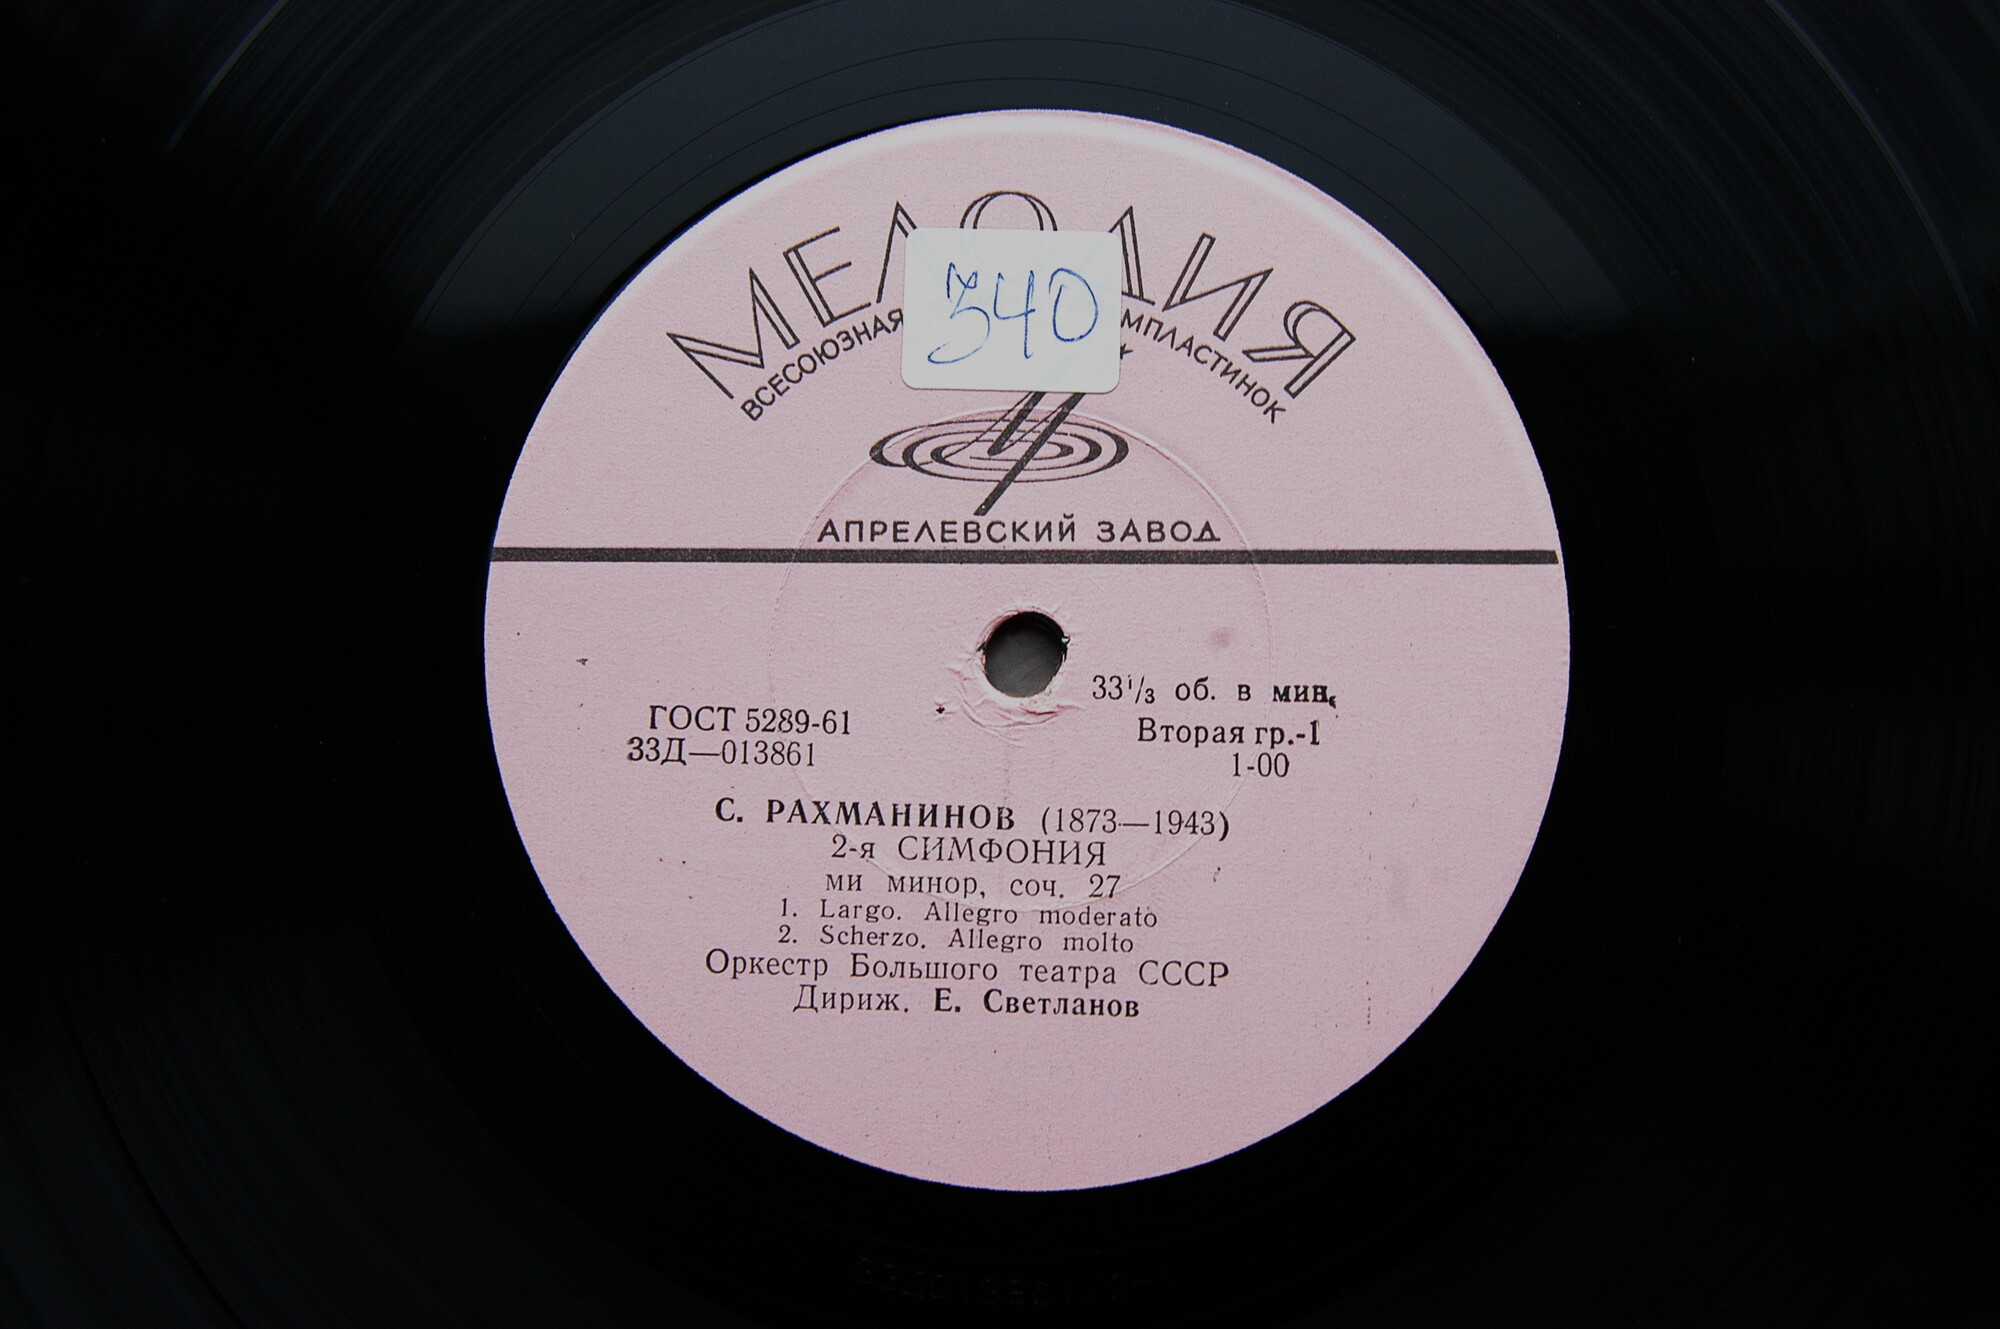 МЕЛОДИЯ
340
ВСЕСОЮЗНАЯ
АПРЕЛЕВСКИЙ ЗАВОД
33⅓ об. в мин.
ГОСТ 5289-61
Вторая гр.-1
33Д—013861
1-00
С. РАХМАНИНОВ (1873—1943)
2-я СИМФОНИЯ
ми минор, соч. 27
1. Largo. Allegro moderato
2. Scherzo. Allegro molto
Оркестр Большого театра СССР
Дириж. Е. Светланов